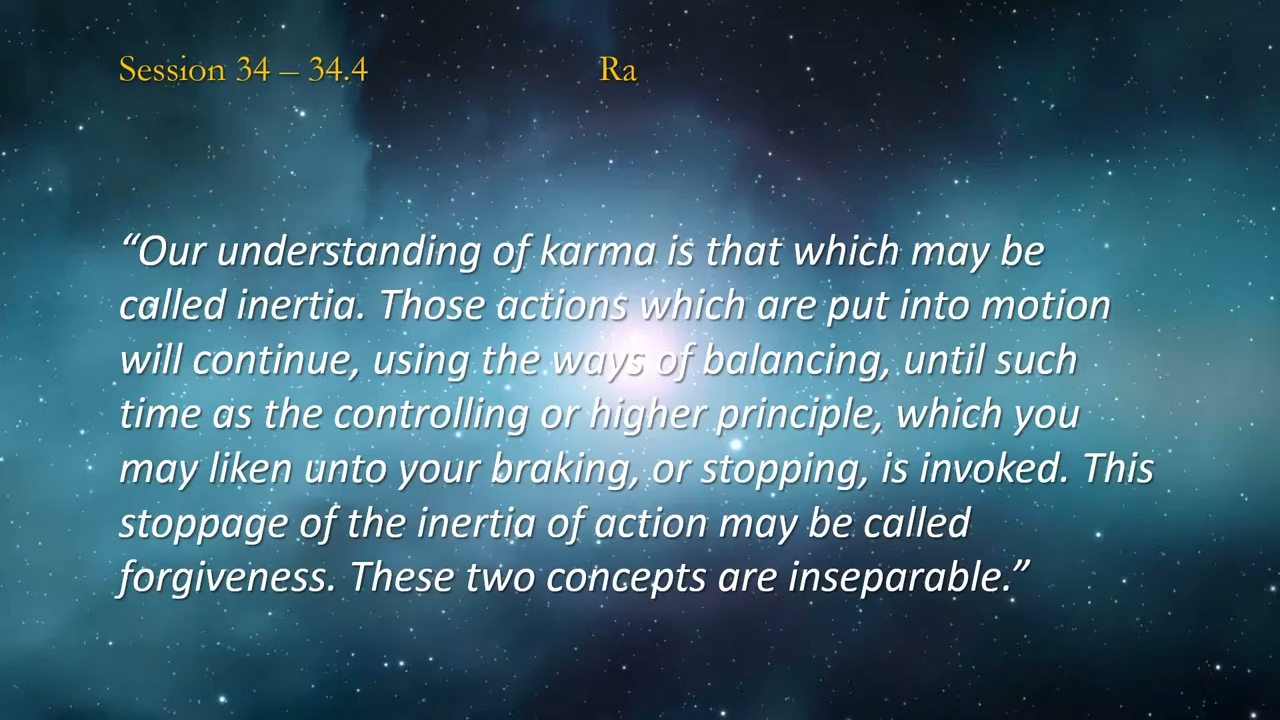 Session 34 – 34.4 Ra
“Our understanding of karma is that which may be
called inertia. Those actions which are put into motion
will continue, using the ways of balancing, until such
time as the controlling or higher principle, which you
may liken unto your braking, or stopping, is invoked. This
stoppage of the inertia of action may be called
forgiveness. These two concepts are inseparable.”